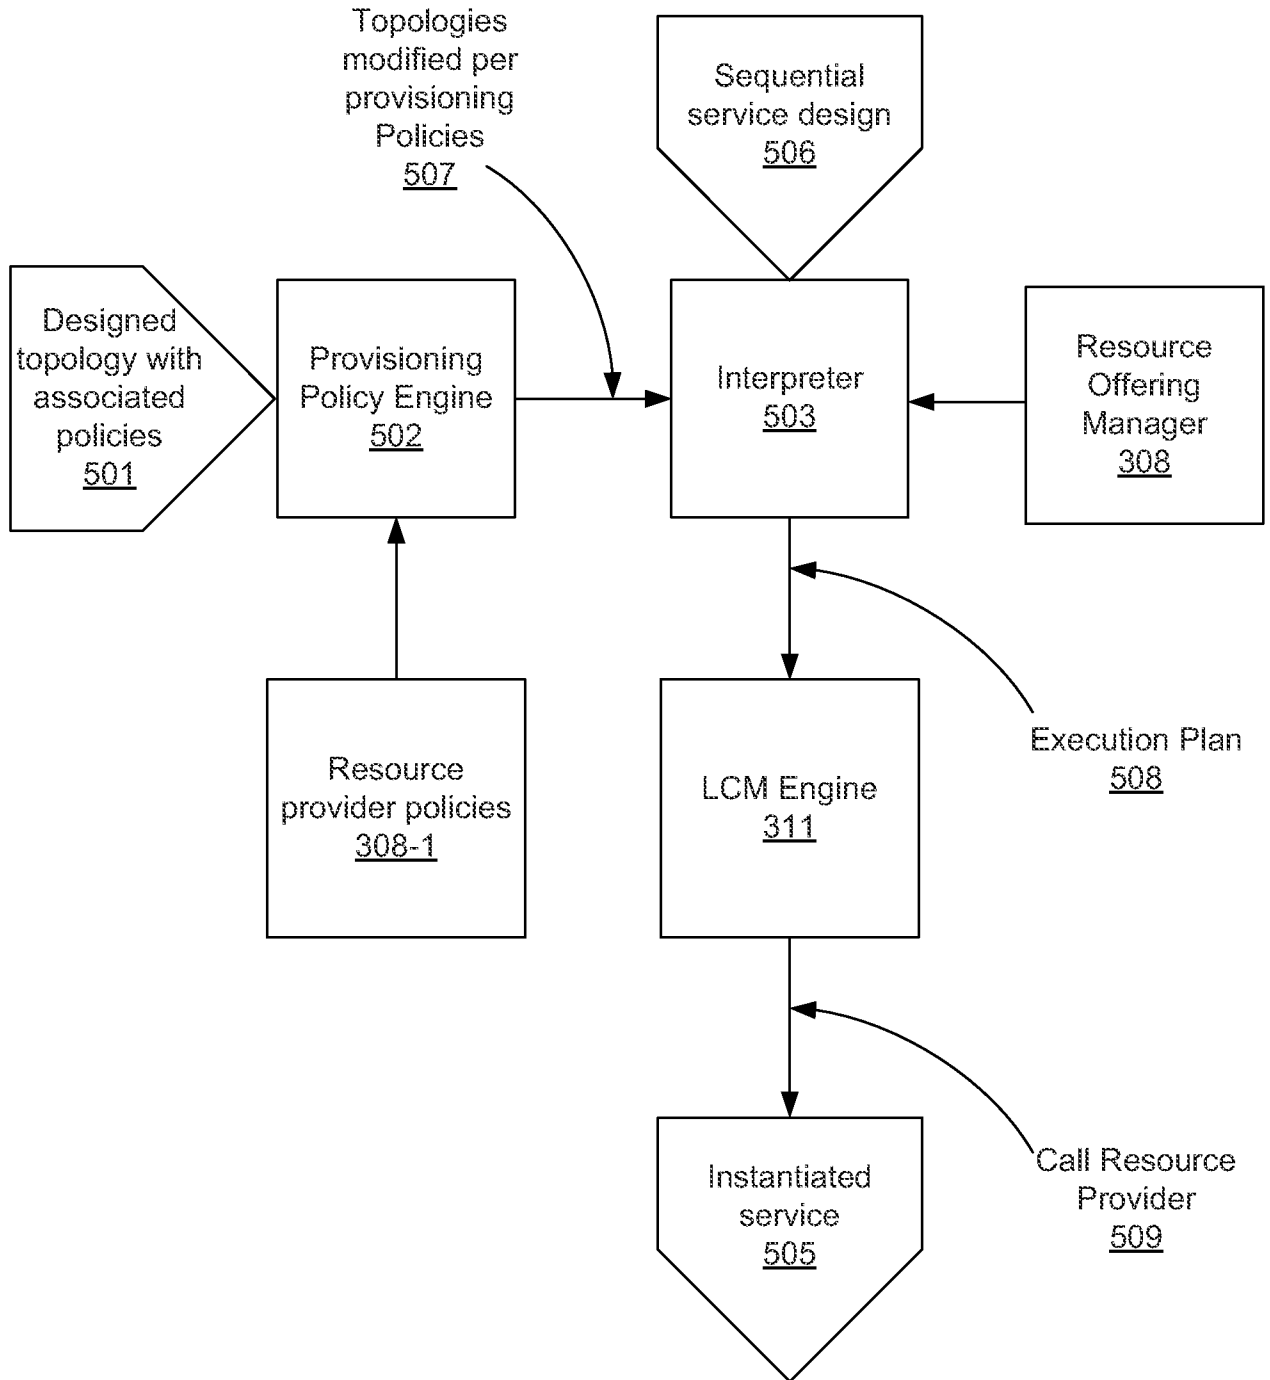 Topologies
modified per
provisioning
Policies
507
Sequential
service design
506
Designed
topology with
associated
policies
501
Provisioning
Policy Engine
502
Interpreter
503
Resource
Offering
Manager
308
Resource
provider policies
308-1
LCM Engine
311
Execution Plan
508
Instantiated
service
505
Call Resource
Provider
509